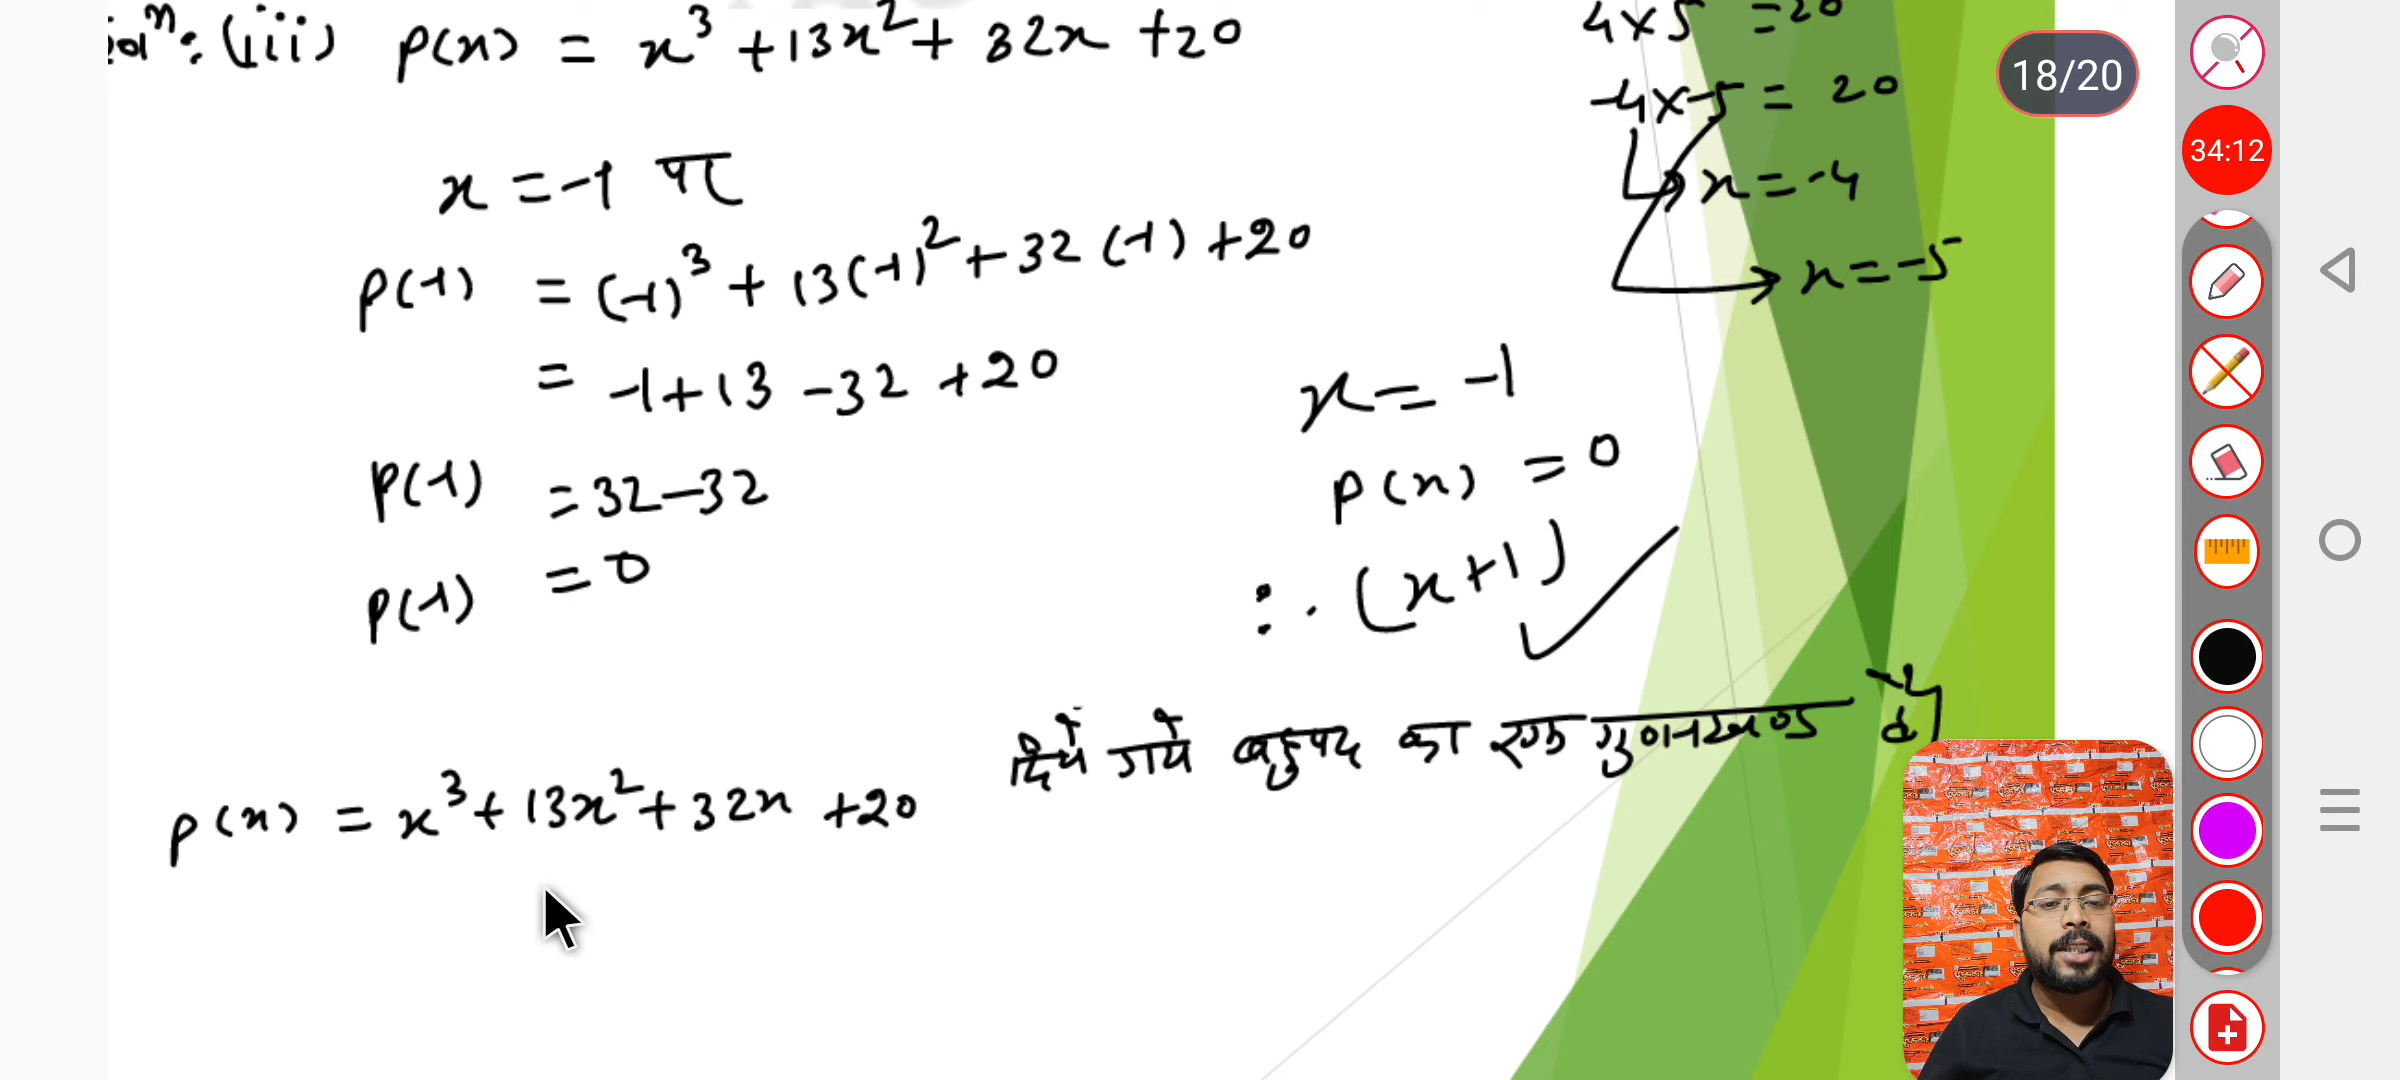 Solⁿ: (iii) p(x) = x³ + 13x² + 32x + 20
4 × 5 = 20
-4 × -5 = 20
18/20
34:12
x = -4
x = -5
x = -1 पर
p(-1) = (-1)³ + 13(-1)² + 32(-1) + 20
= -1 + 13 - 32 + 20
p(-1) = 32 - 32
p(-1) = 0
x = -1
p(x) = 0
∴ (x+1)
दिये गये बहुपद का एक गुणनखण्ड है
p(x) = x³ + 13x² + 32x + 20